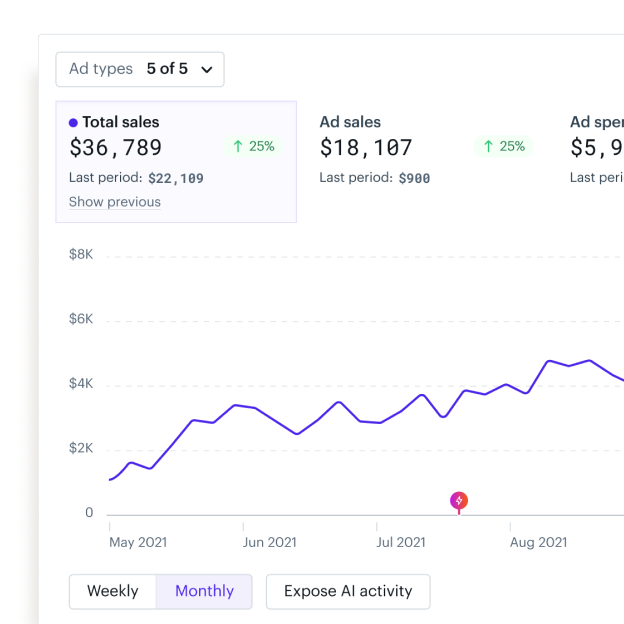 Ad types 5 of 5
Total sales
$36,789
25%
Last period: $22,109
Show previous
Ad sales
$18,107
25%
Last period: $900
Ad
$5,9
Last
$8K
$6K
$4K
$2K
0
May 2021
Jun 2021
Jul 2021
Aug 2021
Weekly
Monthly
Expose AI activity